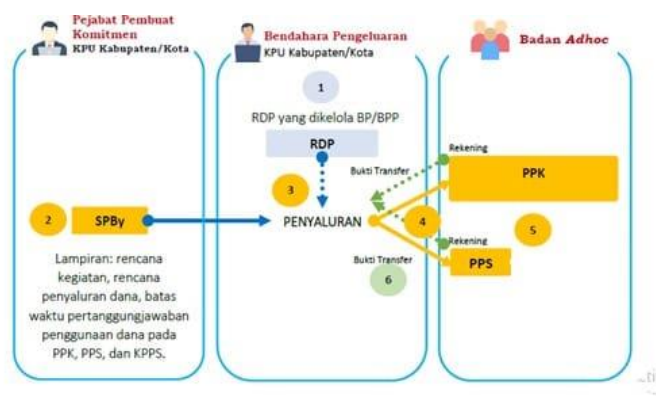 Pejabat Pembuat
Komitmen
KPU Kabupaten/Kota
2
SPBy
Lampiran: rencana
kegiatan, rencana
penyaluran dana, batas
waktu pertanggungjawaban
penggunaan dana pada
PPK, PPS, dan KPPS.
Bendahara Pengeluaran
KPU Kabupaten/Kota
1
RDP yang dikelola BP/BPP
RDP
3
Bukti Transfer
PENYALURAN
4
Bukti Transfer
6
Badan Adhoc
Rekening
PPK
5
Rekening
PPS